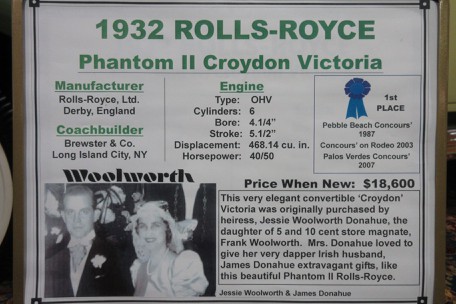 1932 ROLLS-ROYCE
Phantom II Croydon Victoria
Manufacturer
Rolls-Royce, Ltd.
Derby, England
Coachbuilder
Brewster & Co.
Long Island City, NY
Engine
Type: OHV
Cylinders: 6
Bore: 4.1/4”
Stroke: 5.1/2”
Displacement: 468.14 cu. in.
Horsepower: 40/50
1st
PLACE
Pebble Beach Concours’
1987
Concours’ on Rodeo 2003
Palos Verdes Concours’
2007
Woolworth
Price When New: $18,600
This very elegant convertible ‘Croydon’
Victoria was originally purchased by
heiress, Jessie Woolworth Donahue, the
daughter of 5 and 10 cent store magnate,
Frank Woolworth. Mrs. Donahue loved to
give her very dapper Irish husband,
James Donahue extravagant gifts, like
this beautiful Phantom II Rolls-Royce.
Jessie Woolworth & James Donahue